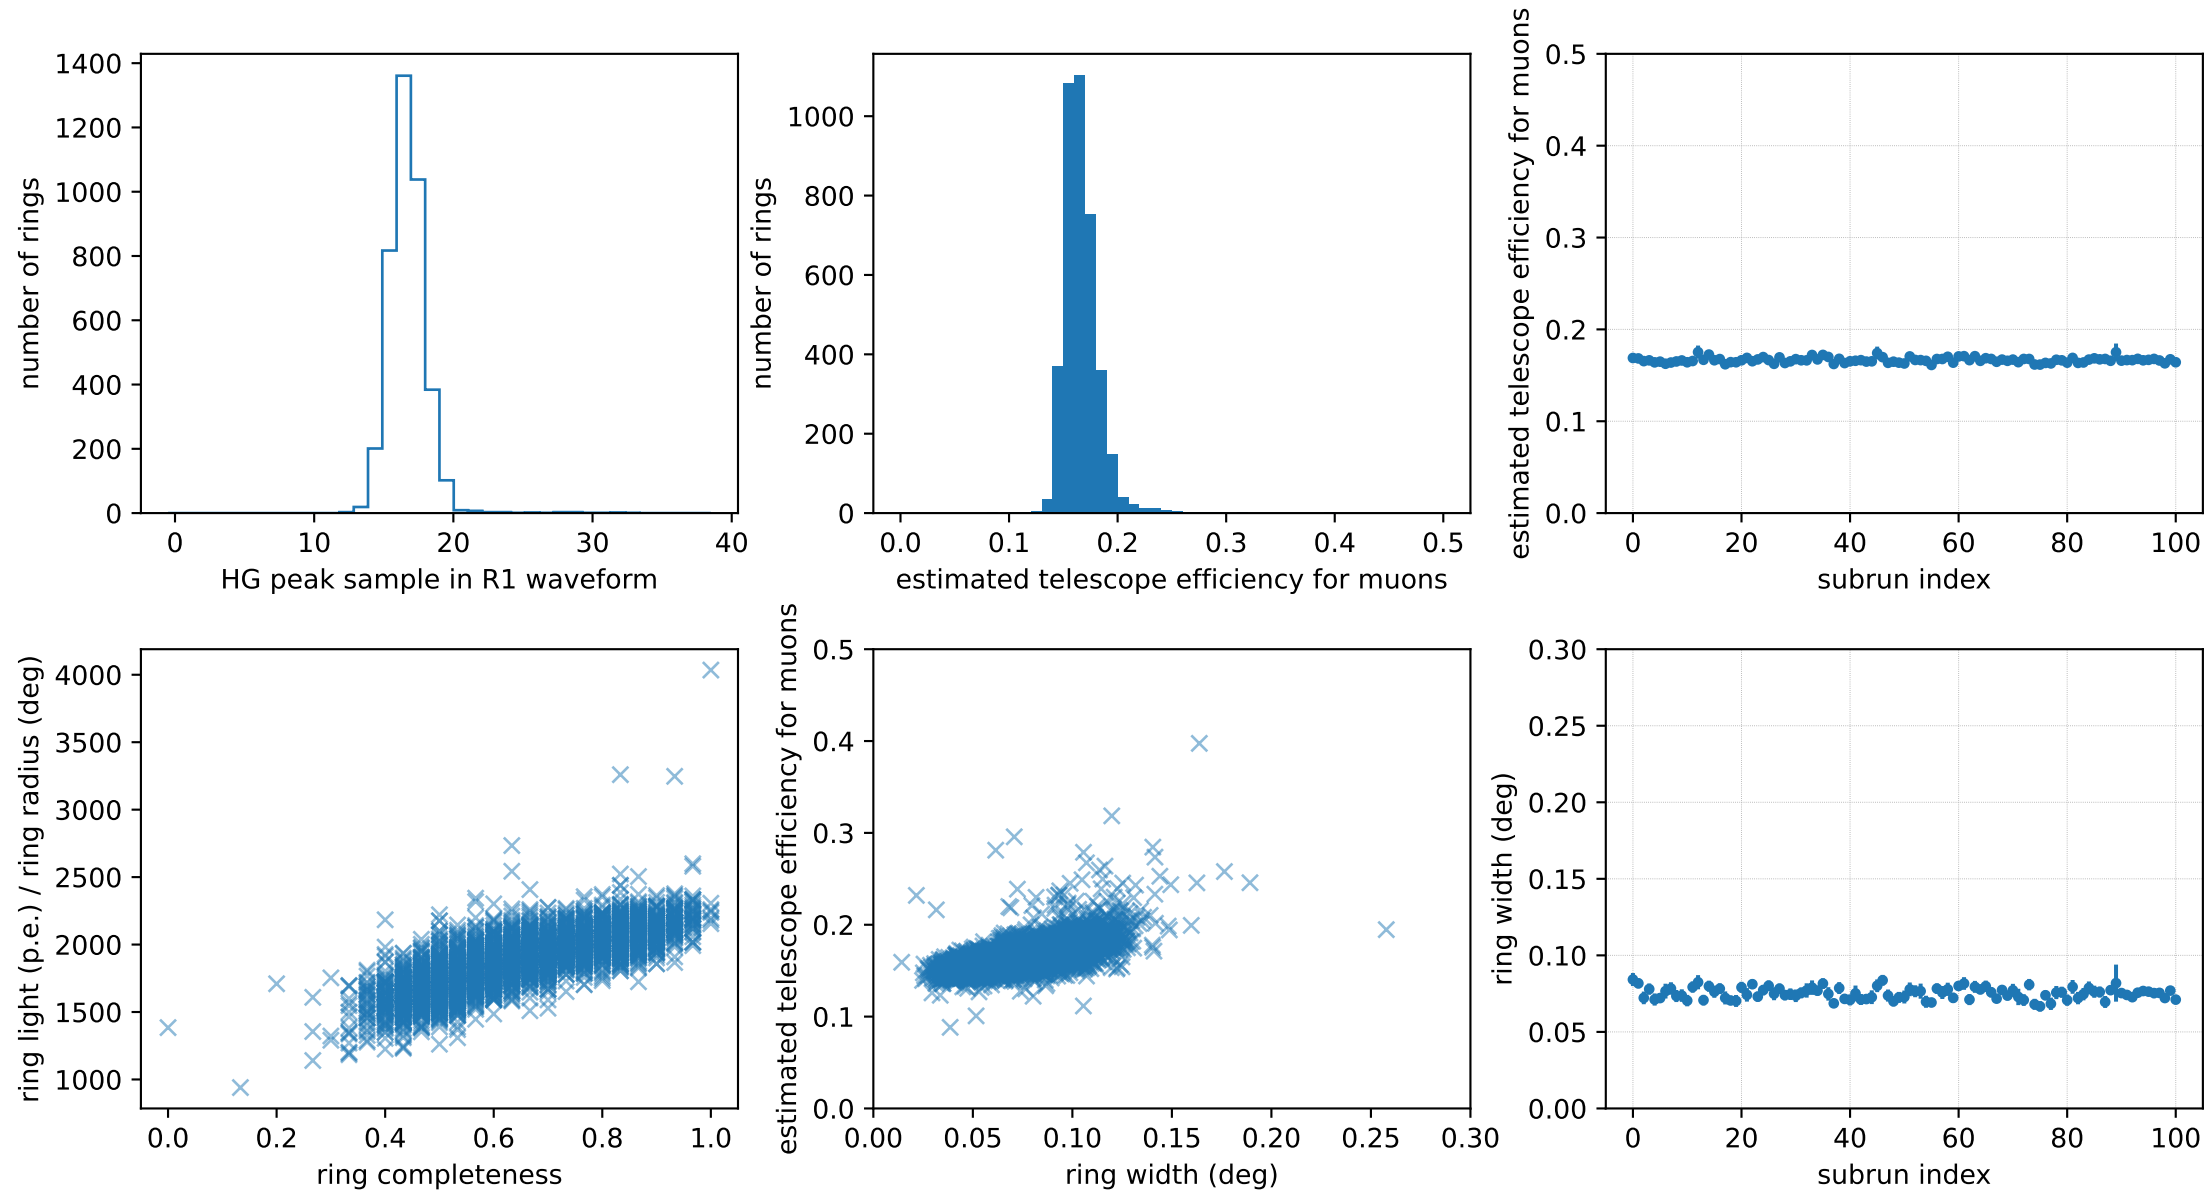 1400
1200
1000
800
600
400
200
0
number of rings
0 10 20 30 40
HG peak sample in R1 waveform
1000
800
600
400
200
0
number of rings
0.0 0.1 0.2 0.3 0.4 0.5
estimated telescope efficiency for muons
0.5
0.4
0.3
0.2
0.1
0.0
estimated telescope efficiency for muons
0 20 40 60 80 100
subrun index
4000
3500
3000
2500
2000
1500
1000
ring light (p.e.) / ring radius (deg)
0.0 0.2 0.4 0.6 0.8 1.0
ring completeness
0.5
0.4
0.3
0.2
0.1
0.0
estimated telescope efficiency for muons
0.00 0.05 0.10 0.15 0.20 0.25 0.30
ring width (deg)
0.30
0.25
0.20
0.15
0.10
0.05
0.00
ring width (deg)
0 20 40 60 80 100
subrun index